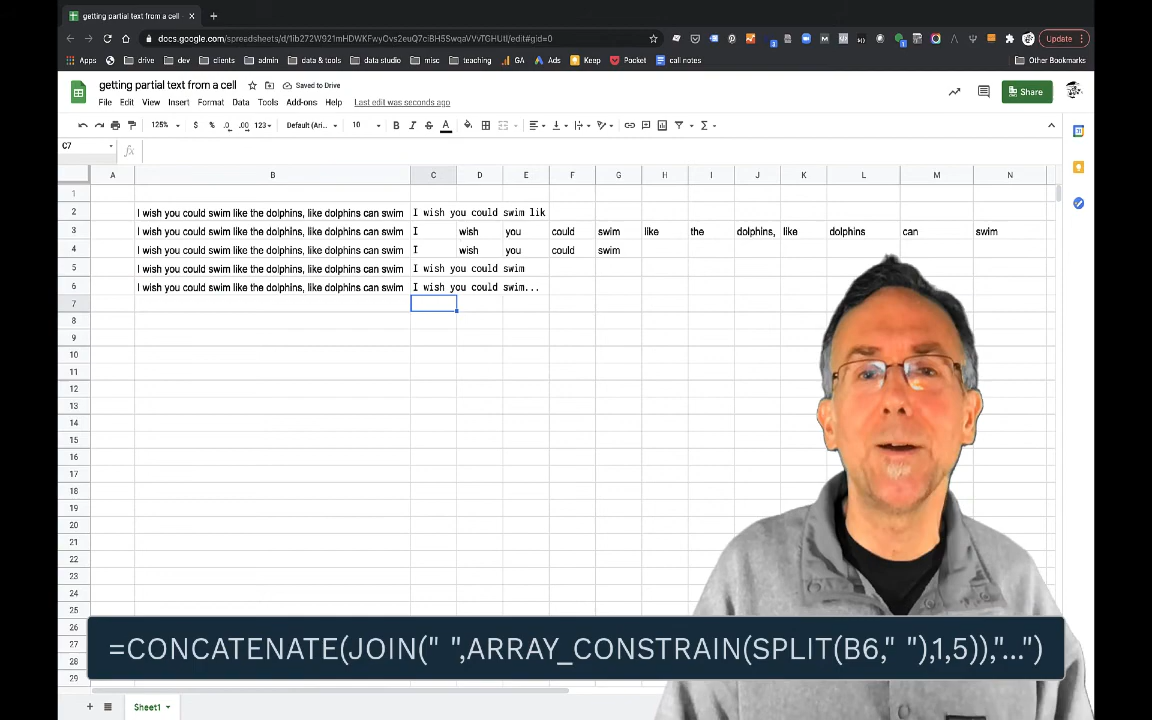 getting partial text from a cell
docs.google.com/spreadsheets/d/1ib272W921mHDWKFwyOvs2euQ7ciBH5SwqaVVvTGHUtI/edit#gid=0
Update
Apps drive dev clients admin data & tools data studio misc teaching GA Ads Keep Pocket call notes Other Bookmarks
getting partial text from a cell Saved to Drive
File Edit View Insert Format Data Tools Add-ons Help Last edit was seconds ago
Share
125% $ % .0 .00 123 Default (Ari... 10 B I S A
C7 fx
A B C D E F G H I J K L M N
1
2 I wish you could swim like the dolphins, like dolphins can swim I wish you could swim lik
3 I wish you could swim like the dolphins, like dolphins can swim I wish you could swim like the dolphins, like dolphins can swim
4 I wish you could swim like the dolphins, like dolphins can swim I wish you could swim
5 I wish you could swim like the dolphins, like dolphins can swim I wish you could swim
6 I wish you could swim like the dolphins, like dolphins can swim I wish you could swim...
7
8
9
10
11
12
13
14
15
16
17
18
19
20
21
22
23
24
25
26
27
=CONCATENATE(JOIN(" ",ARRAY_CONSTRAIN(SPLIT(B6," "),1,5)),"...")
28
29
Sheet1